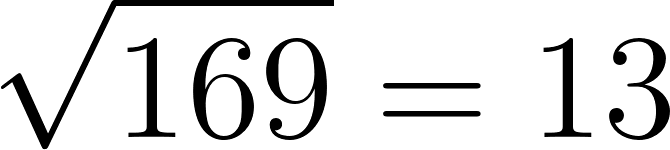 √169 = 13